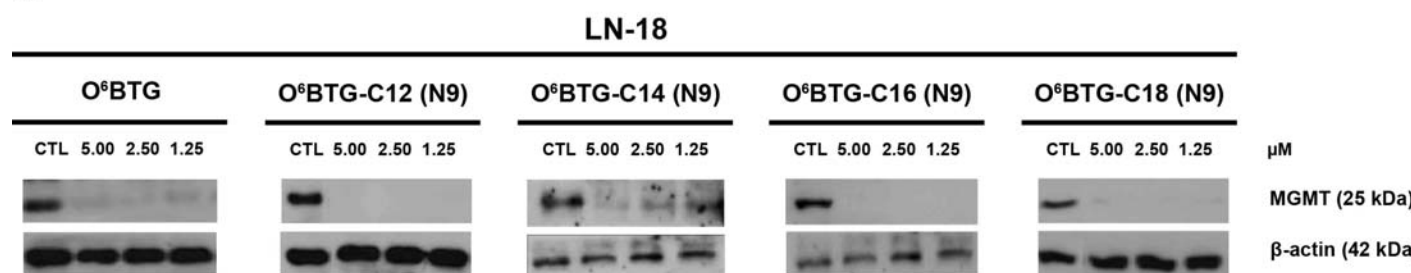 LN-18
O⁶BTG O⁶BTG-C12 (N9) O⁶BTG-C14 (N9) O⁶BTG-C16 (N9) O⁶BTG-C18 (N9)
CTL 5.00 2.50 1.25 CTL 5.00 2.50 1.25 CTL 5.00 2.50 1.25 CTL 5.00 2.50 1.25 CTL 5.00 2.50 1.25 µM
MGMT (25 kDa)
β-actin (42 kDa